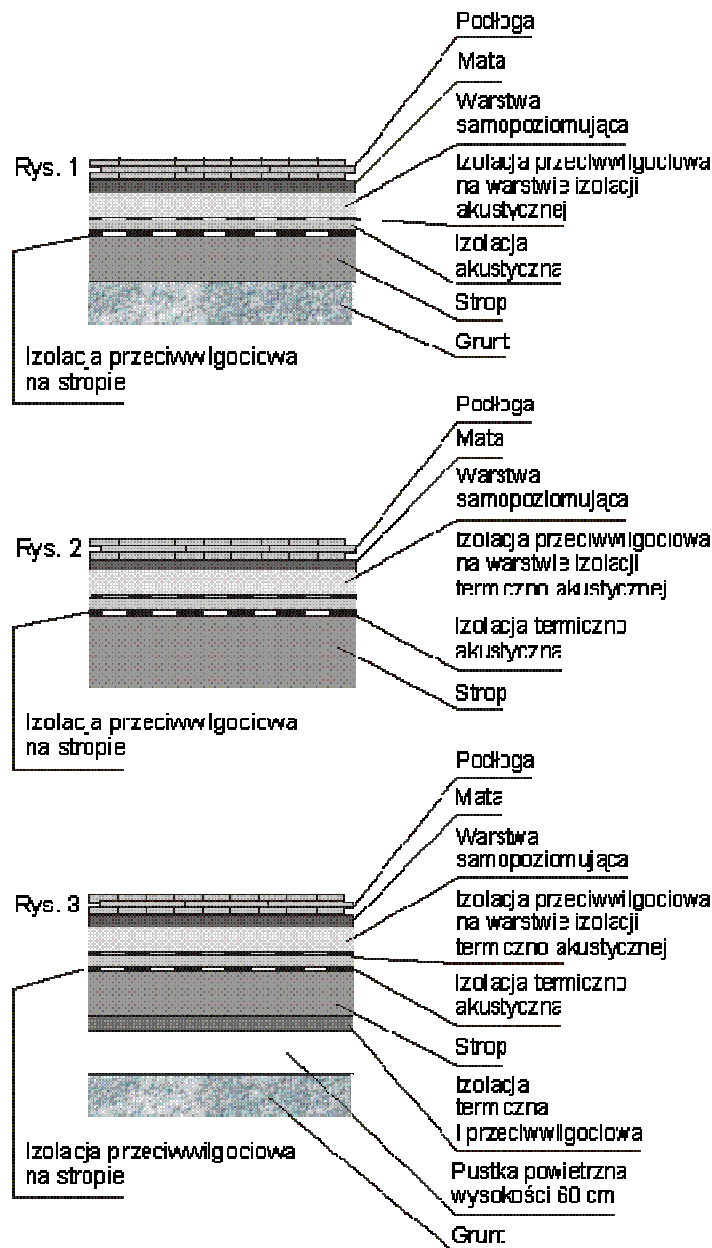 Podłoga
Mata
Warstwa
samopoziomująca
Rys. 1
Izolacja przeciwwilgociowa
na warstwie izolacji
akustycznej
Izolacja
akustyczna
Strop
Grunt
Izolacja przeciwwilgociowa
na stropie
Podłoga
Mata
Warstwa
samopoziomująca
Rys. 2
Izolacja przeciwwilgociowa
na warstwie izolacji
termiczno akustycznej
Izolacja termiczno
akustyczna
Strop
Izolacja przeciwwilgociowa
na stropie
Podłoga
Mata
Warstwa
samopoziomująca
Rys. 3
Izolacja przeciwwilgociowa
na warstwie izolacji
termiczno akustycznej
Izolacja termiczno
akustyczna
Strop
Izolacja
termiczna
i przeciwwilgociowa
Izolacja przeciwwilgociowa
na stropie
Pustka powietrzna
wysokości 60 cm
Grunt